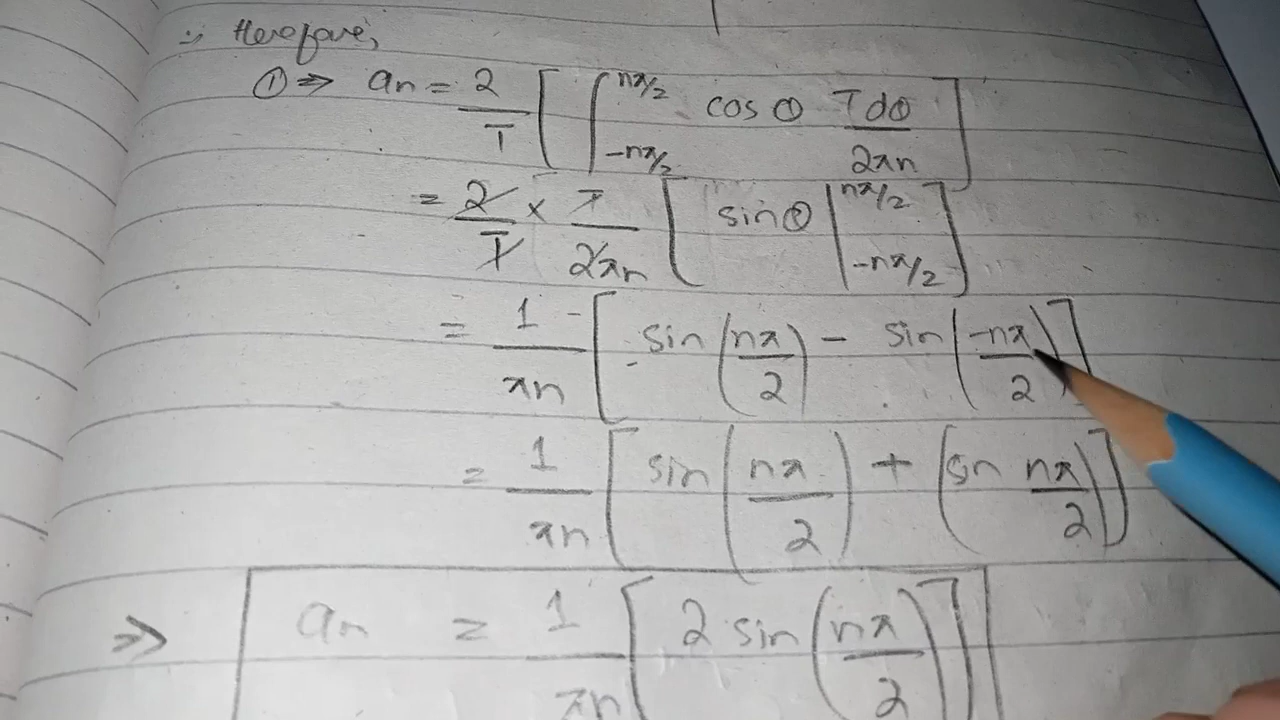 ∴ therefore,
① ⇒ an = 2/T [ ∫_{-nπ/2}^{nπ/2} cos θ T dθ/2πn ]
= 2/T × T/2πn [ sin θ |_{-nπ/2}^{nπ/2} ]
= 1/πn [ sin (nπ/2) - sin (-nπ/2) ]
= 1/πn [ sin (nπ/2) + (sin nπ/2) ]
⇒ an = 1/πn [ 2 sin (nπ/2) ]